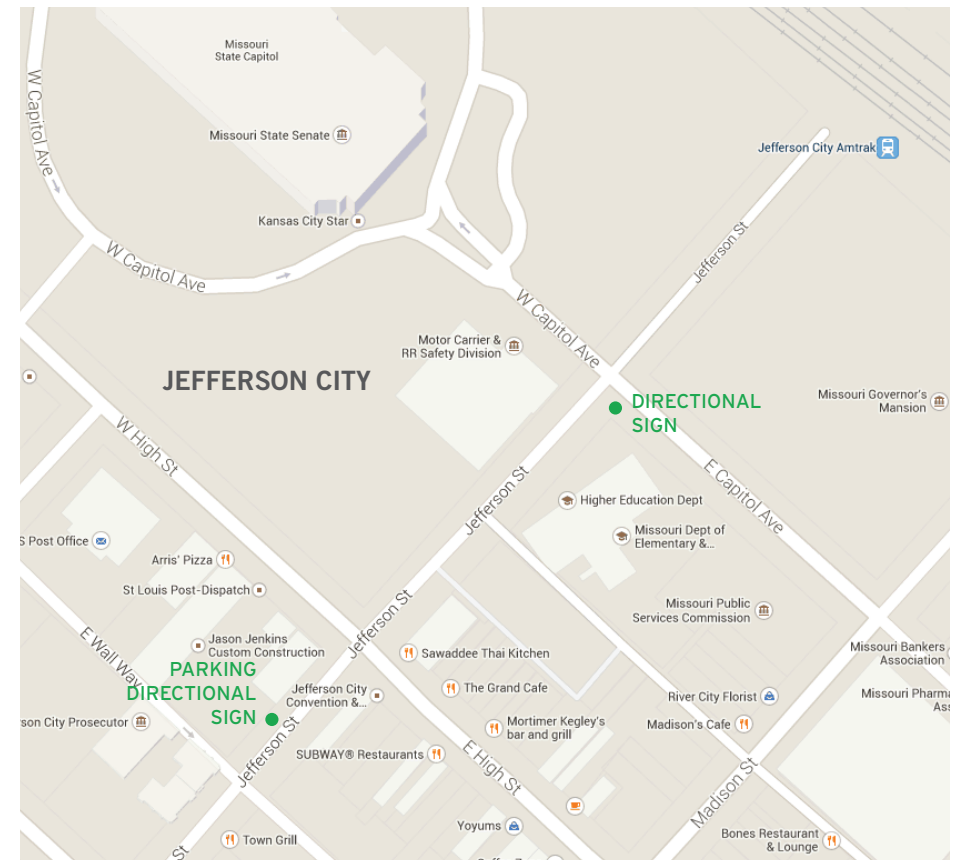 Missouri
State Capitol
W Capitol Ave
Missouri State Senate
Jefferson City Amtrak
Kansas City Star
Jefferson St
W Capitol Ave
W Capitol Ave
Motor Carrier &
RR Safety Division
JEFFERSON CITY
DIRECTIONAL
SIGN
Missouri Governor's
Mansion
W High St
Jefferson St
E Capitol Ave
Higher Education Dept
Missouri Dept of
Elementary &...
S Post Office
Arris' Pizza
St Louis Post-Dispatch
Missouri Public
Services Commission
Jefferson St
E Wall Way
Jason Jenkins
Custom Construction
Sawaddee Thai Kitchen
Missouri Bankers
Association
PARKING
DIRECTIONAL
SIGN
Jefferson City
Convention &...
The Grand Cafe
River City Florist
Missouri Pharma
Ass
rson City Prosecutor
Mortimer Kegley's
bar and grill
Madison's Cafe
Jefferson St
SUBWAY® Restaurants
E High St
Madison St
Town Grill
Yoyums
Bones Restaurant
& Lounge
St